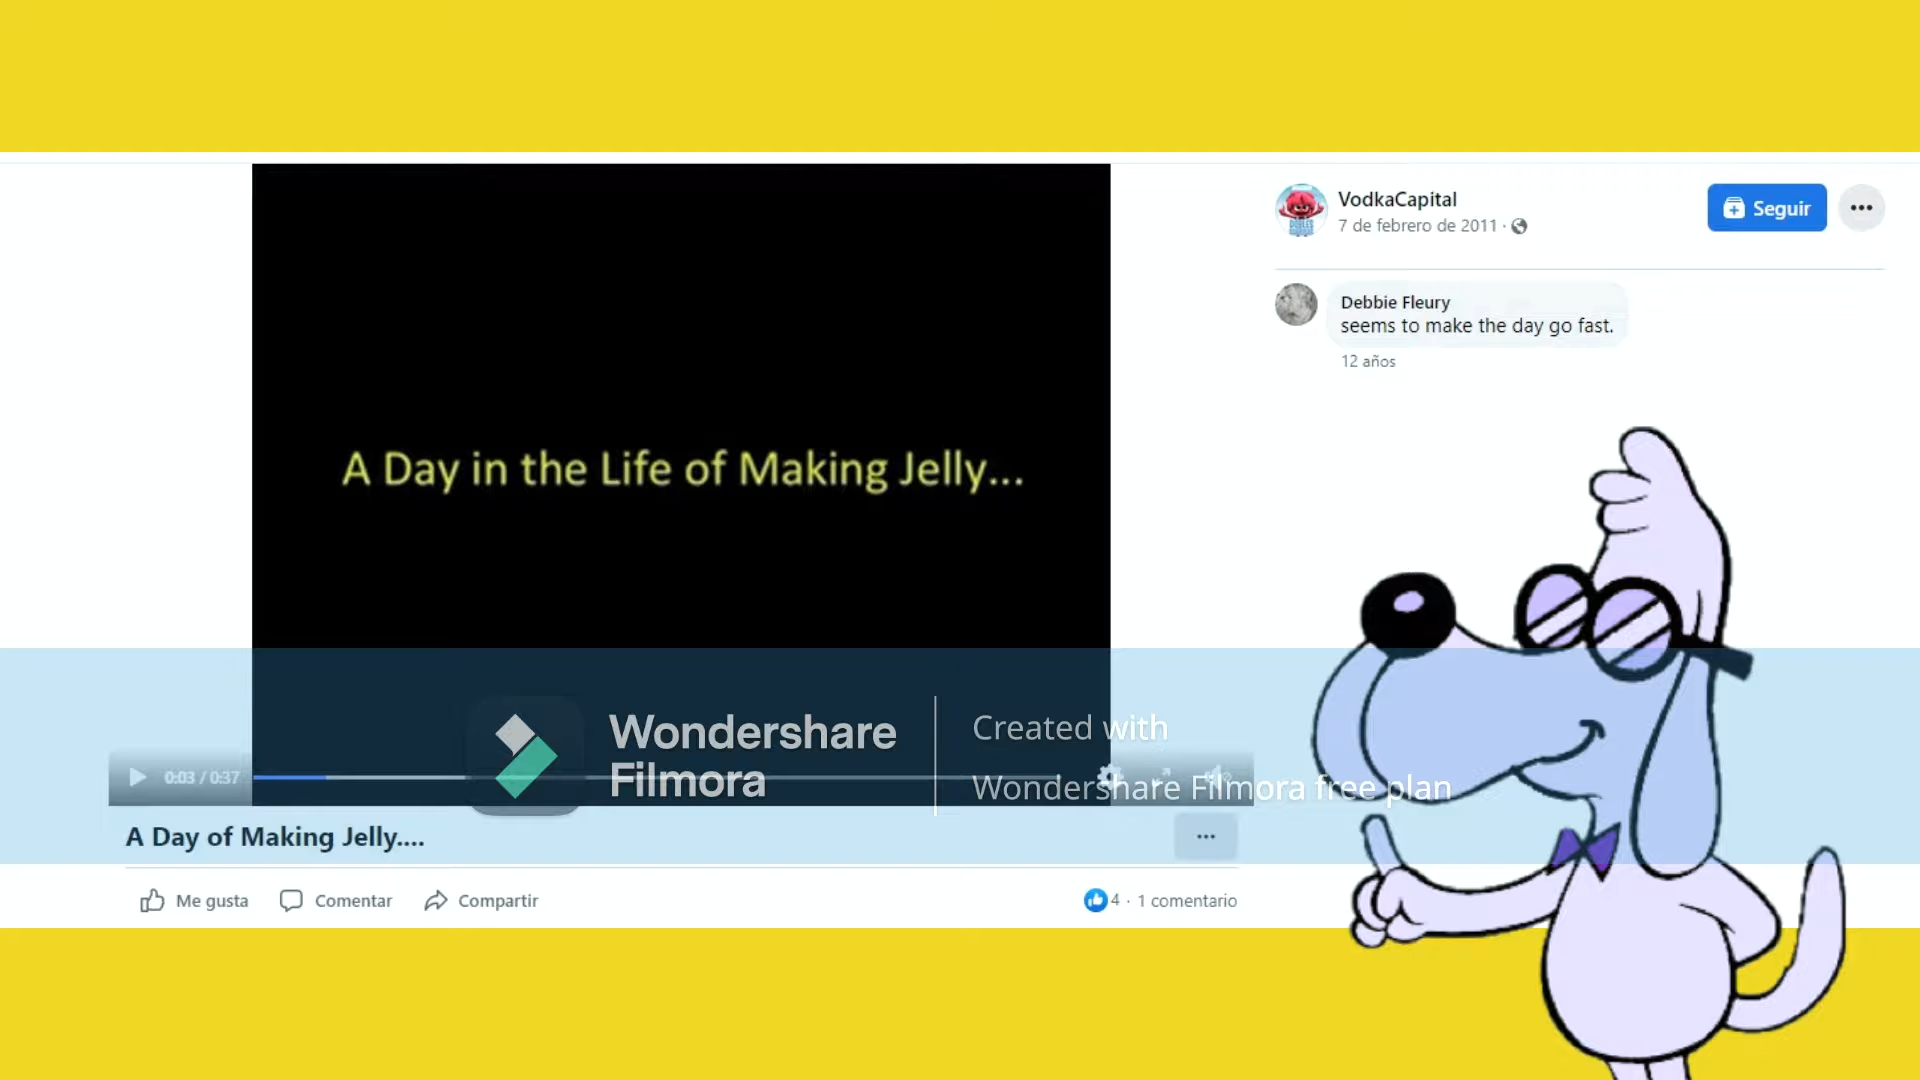 VodkaCapital
7 de febrero de 2011 ·
Seguir
Debbie Fleury
seems to make the day go fast.
12 años
A Day in the Life of Making Jelly...
Wondershare
Filmora
Created with
Wondershare Filmora free plan
0:03 / 0:37
A Day of Making Jelly....
Me gusta
Comentar
Compartir
4 · 1 comentario